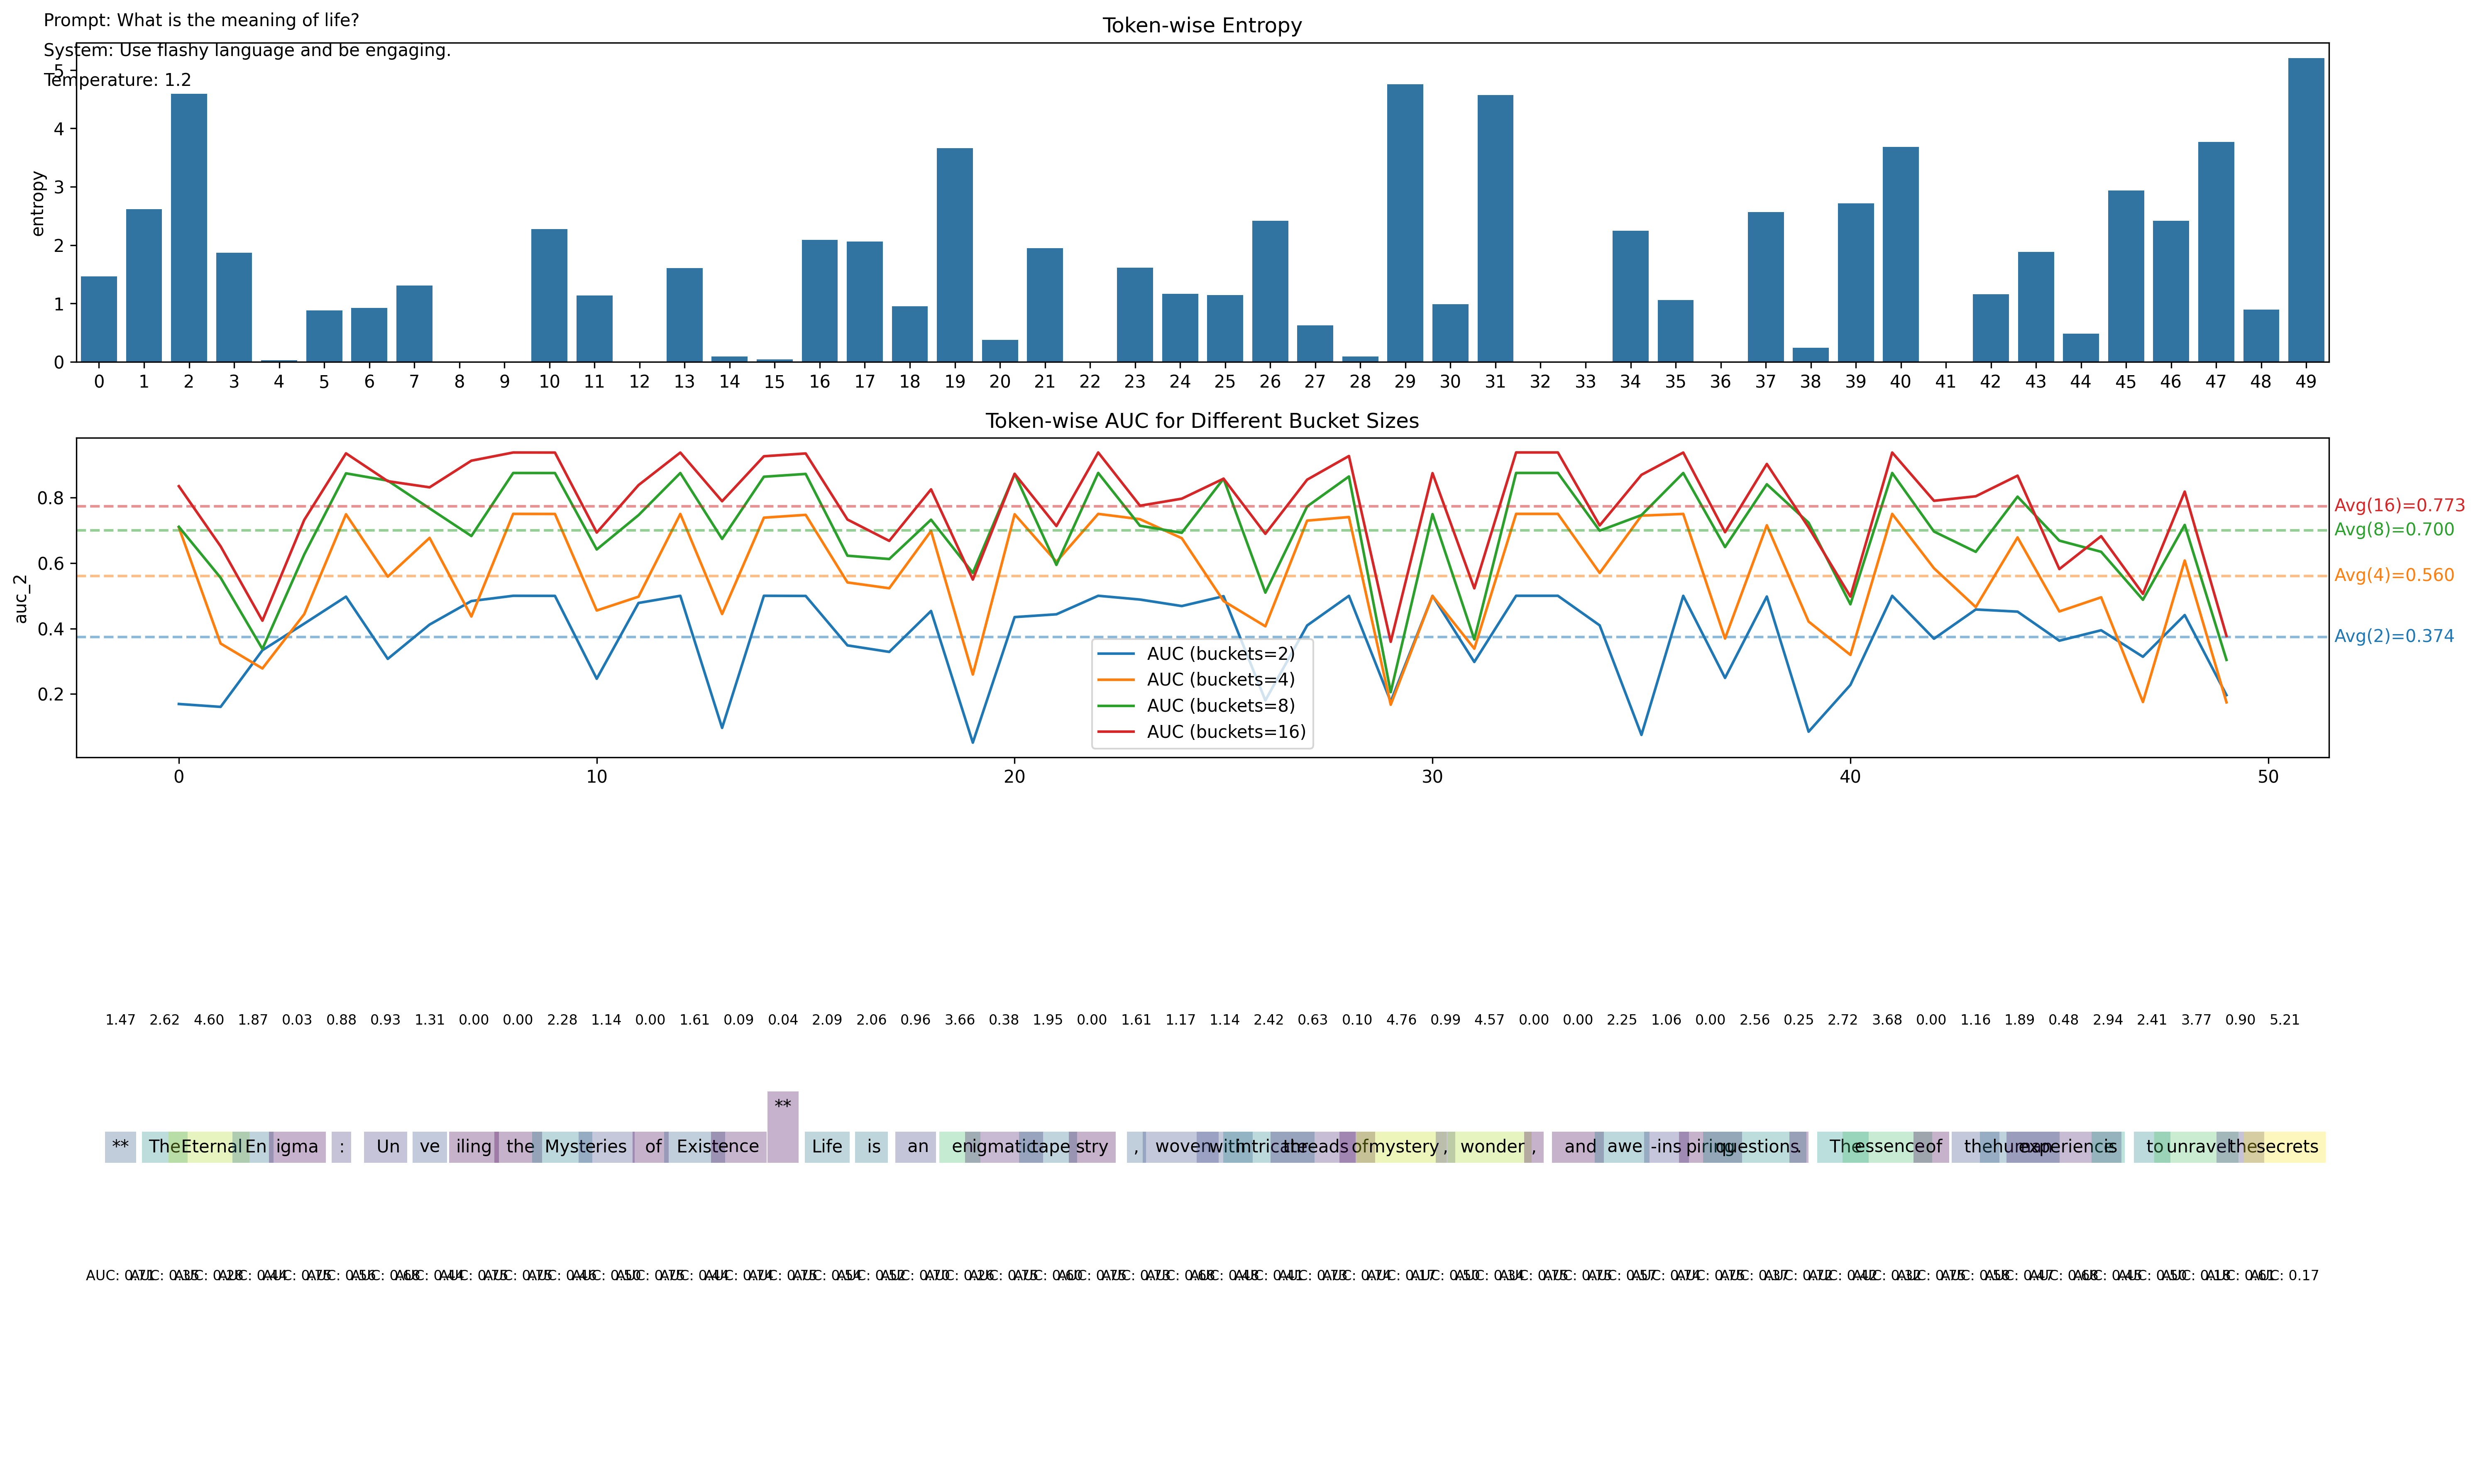 Prompt: What is the meaning of life?
System: Use flashy language and be engaging.
Temperature: 1.2
Token-wise Entropy
entropy
5
4
3
2
1
0
0 1 2 3 4 5 6 7 8 9 10 11 12 13 14 15 16 17 18 19 20 21 22 23 24 25 26 27 28 29 30 31 32 33 34 35 36 37 38 39 40 41 42 43 44 45 46 47 48 49
Token-wise AUC for Different Bucket Sizes
auc_2
0.8
0.6
0.4
0.2
Avg(16)=0.773
Avg(8)=0.700
Avg(4)=0.560
Avg(2)=0.374
AUC (buckets=2)
AUC (buckets=4)
AUC (buckets=8)
AUC (buckets=16)
0 10 20 30 40 50
1.47 2.62 4.60 1.87 0.03 0.88 0.93 1.31 0.00 0.00 2.28 1.14 0.00 1.61 0.09 0.04 2.09 2.06 0.96 3.66 0.38 1.95 0.00 1.61 1.17 1.14 2.42 0.63 0.10 4.76 0.99 4.57 0.00 0.00 2.25 1.06 0.00 2.56 0.25 2.72 3.68 0.00 1.16 1.89 0.48 2.94 2.41 3.77 0.90 5.21
**
** The Eternal En igma : Un ve iling the Mysteries of Existence Life is an en igmatic tape stry , woven with intricate threads of mystery , wonder , and awe -ins piring questions . The essence of the human experience is to unravel the secrets